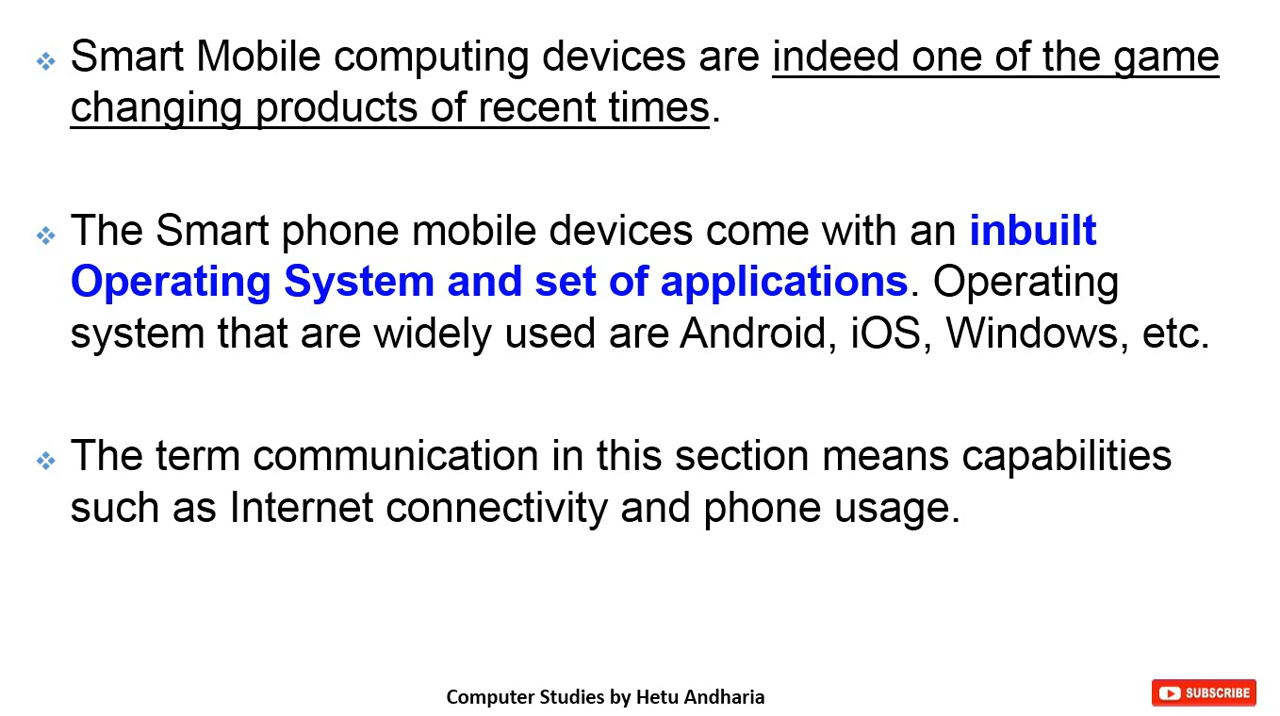 Smart Mobile computing devices are indeed one of the game
changing products of recent times.
The Smart phone mobile devices come with an inbuilt
Operating System and set of applications. Operating
system that are widely used are Android, iOS, Windows, etc.
The term communication in this section means capabilities
such as Internet connectivity and phone usage.
Computer Studies by Hetu Andharia
SUBSCRIBE